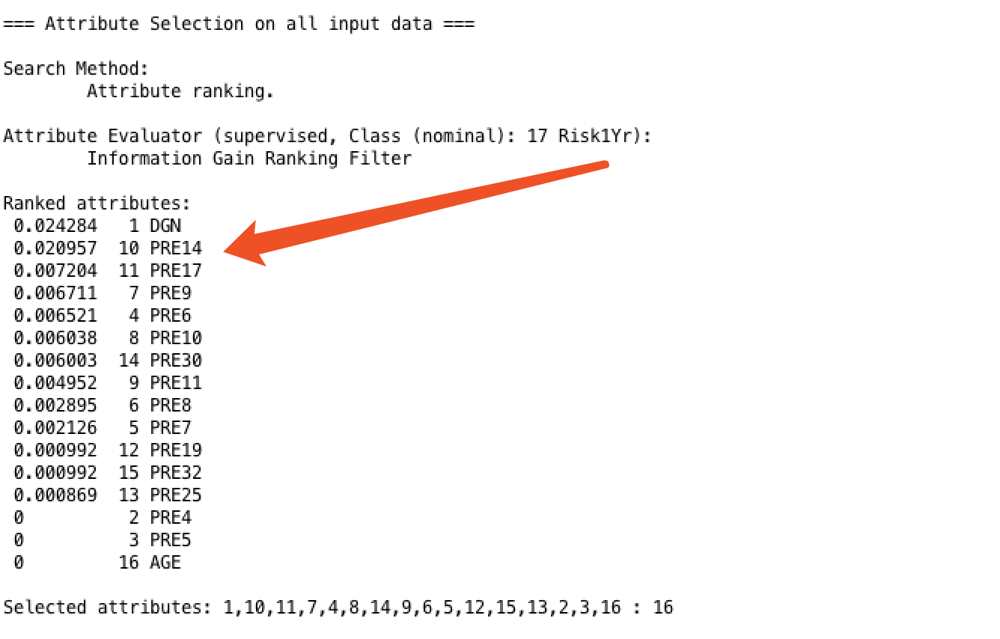 === Attribute Selection on all input data ===
Search Method:
Attribute ranking.
Attribute Evaluator (supervised, Class (nominal): 17 Risk1Yr):
Information Gain Ranking Filter
Ranked attributes:
0.024284 1 DGN
0.020957 10 PRE14
0.007204 11 PRE17
0.006711 7 PRE9
0.006521 4 PRE6
0.006038 8 PRE10
0.006003 14 PRE30
0.004952 9 PRE11
0.002895 6 PRE8
0.002126 5 PRE7
0.000992 12 PRE19
0.000992 15 PRE32
0.000869 13 PRE25
0 2 PRE4
0 3 PRE5
0 16 AGE
Selected attributes: 1,10,11,7,4,8,14,9,6,5,12,15,13,2,3,16 : 16